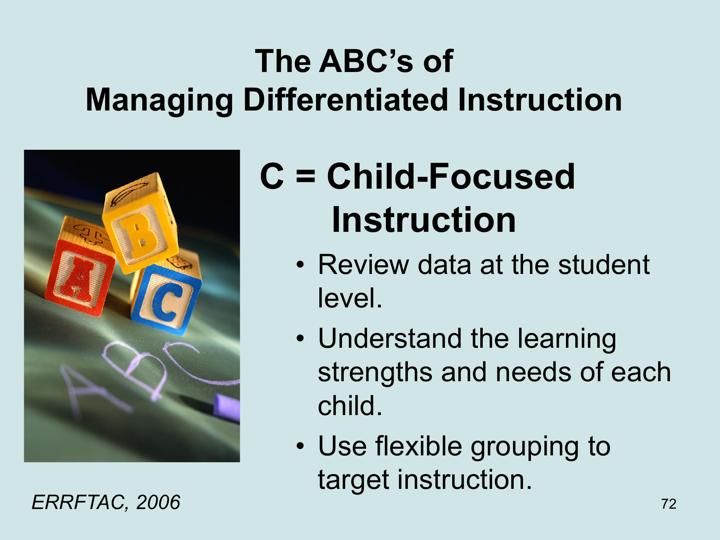 The ABC’s of
Managing Differentiated Instruction
C = Child-Focused
Instruction
• Review data at the student
level.
• Understand the learning
strengths and needs of each
child.
• Use flexible grouping to
target instruction.
B
A
C
ABC
ERRFTAC, 2006
72